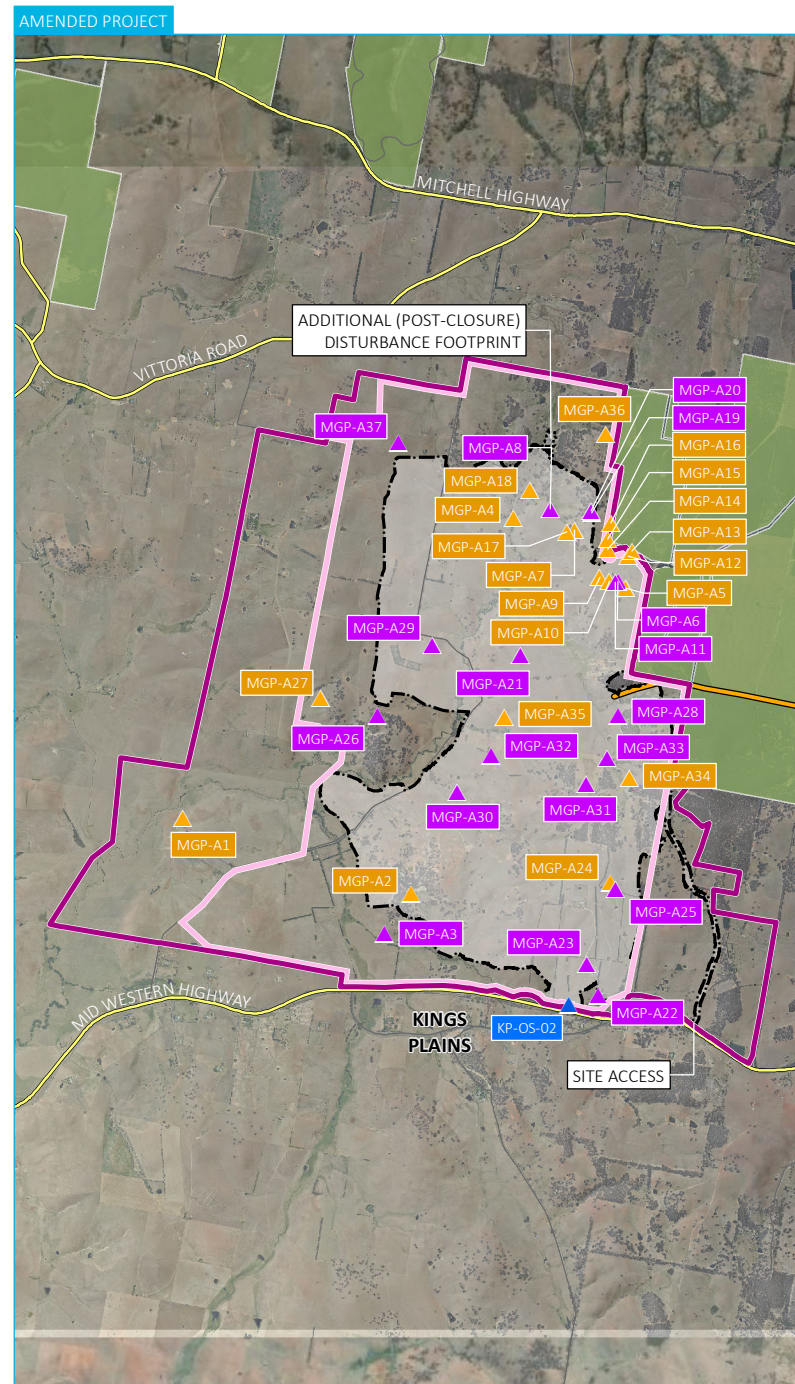 AMENDED PROJECT
MITCHELL HIGHWAY
ADDITIONAL (POST-CLOSURE)
DISTURBANCE FOOTPRINT
VITTORIA ROAD
MGP-A20
MGP-A36
MGP-A19
MGP-A37
MGP-A8
MGP-A16
MGP-A15
MGP-A18
MGP-A14
MGP-A4
MGP-A13
MGP-A17
MGP-A12
MGP-A7
MGP-A5
MGP-A9
MGP-A6
MGP-A10
MGP-A29
MGP-A11
MGP-A27
MGP-A21
MGP-A26
MGP-A35
MGP-A28
MGP-A32
MGP-A33
MGP-A34
MGP-A30
MGP-A31
MGP-A1
MGP-A2
MGP-A24
MGP-A25
MGP-A3
MGP-A23
MID WESTERN HIGHWAY
MGP-A22
KINGS
PLAINS
KP-OS-02
SITE ACCESS